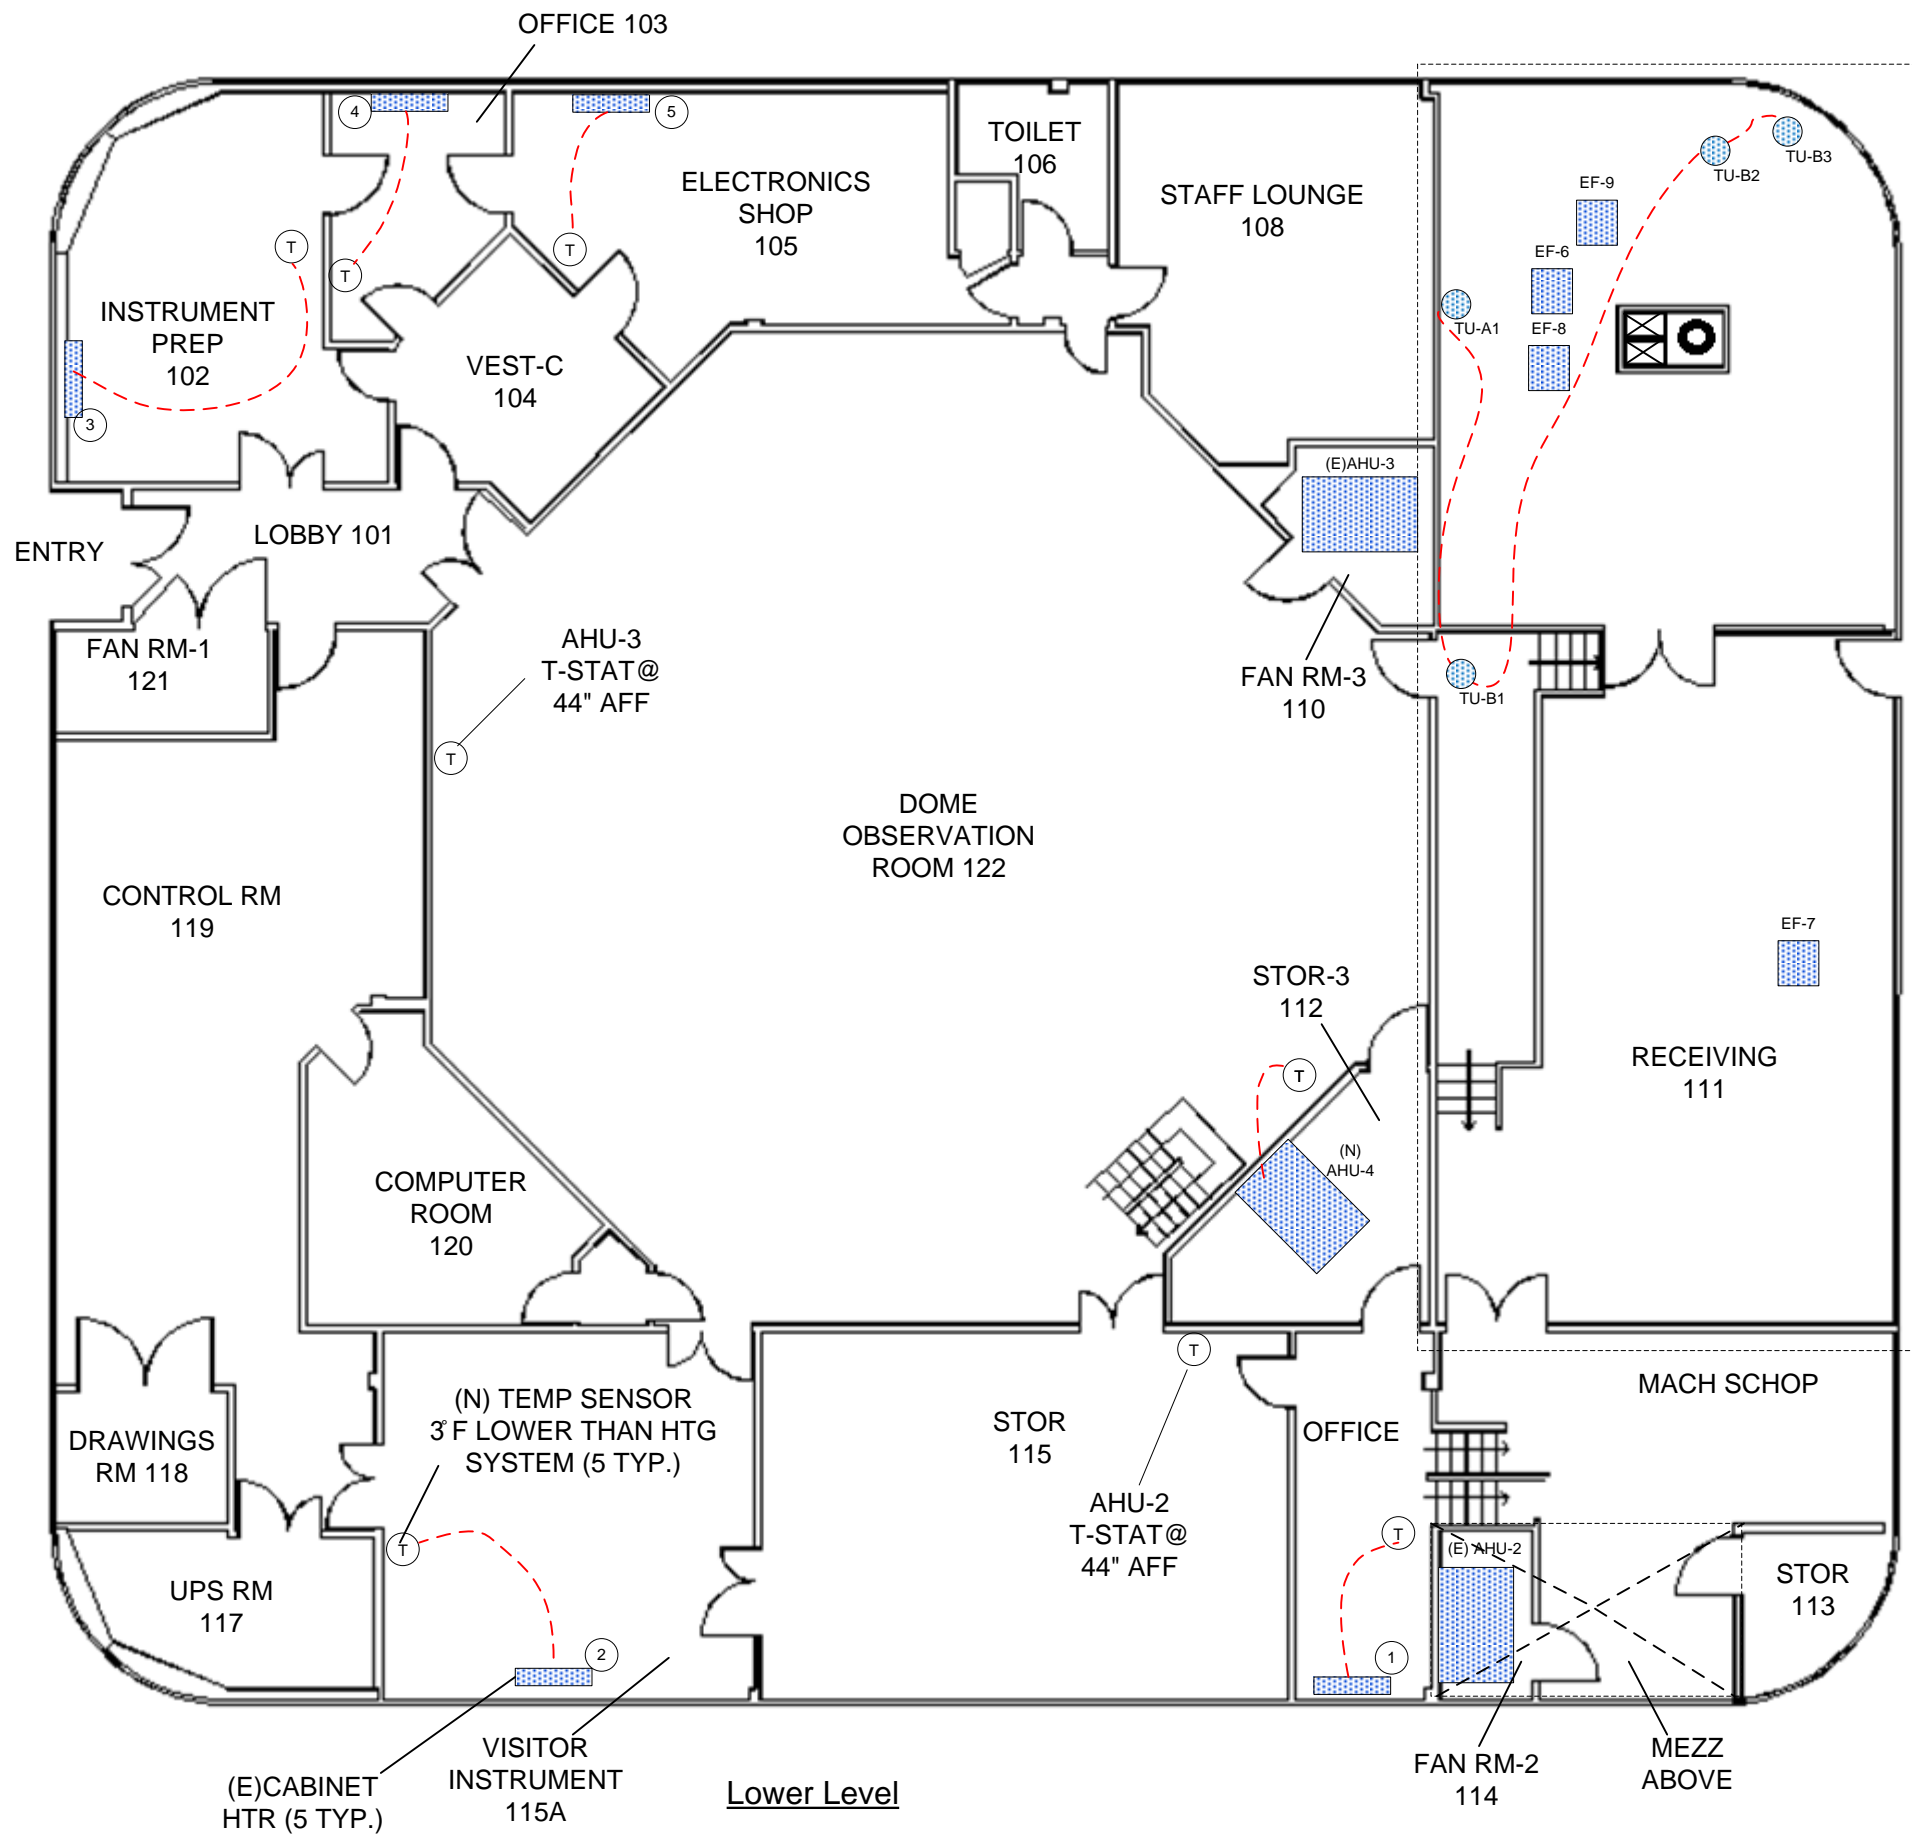 OFFICE 103
4
5
TOILET
106
ELECTRONICS
SHOP
105
STAFF LOUNGE
108
TU-B3
TU-B2
EF-9
EF-6
EF-8
TU-A1
T
T
T
INSTRUMENT
PREP
102
3
VEST-C
104
(E)AHU-3
LOBBY 101
ENTRY
FAN RM-1
121
AHU-3
T-STAT@
44" AFF
T
FAN RM-3
110
TU-B1
DOME
OBSERVATION
ROOM 122
CONTROL RM
119
EF-7
STOR-3
112
T
RECEIVING
111
(N)
AHU-4
COMPUTER
ROOM
120
T
MACH SCHOP
(N) TEMP SENSOR
3°F LOWER THAN HTG
SYSTEM (5 TYP.)
STOR
115
OFFICE
DRAWINGS
RM 118
AHU-2
T-STAT@
44" AFF
T
T
(E) AHU-2
UPS RM
117
STOR
113
2
1
VISITOR
INSTRUMENT
115A
(E)CABINET
HTR (5 TYP.)
Lower Level
FAN RM-2
114
MEZZ
ABOVE